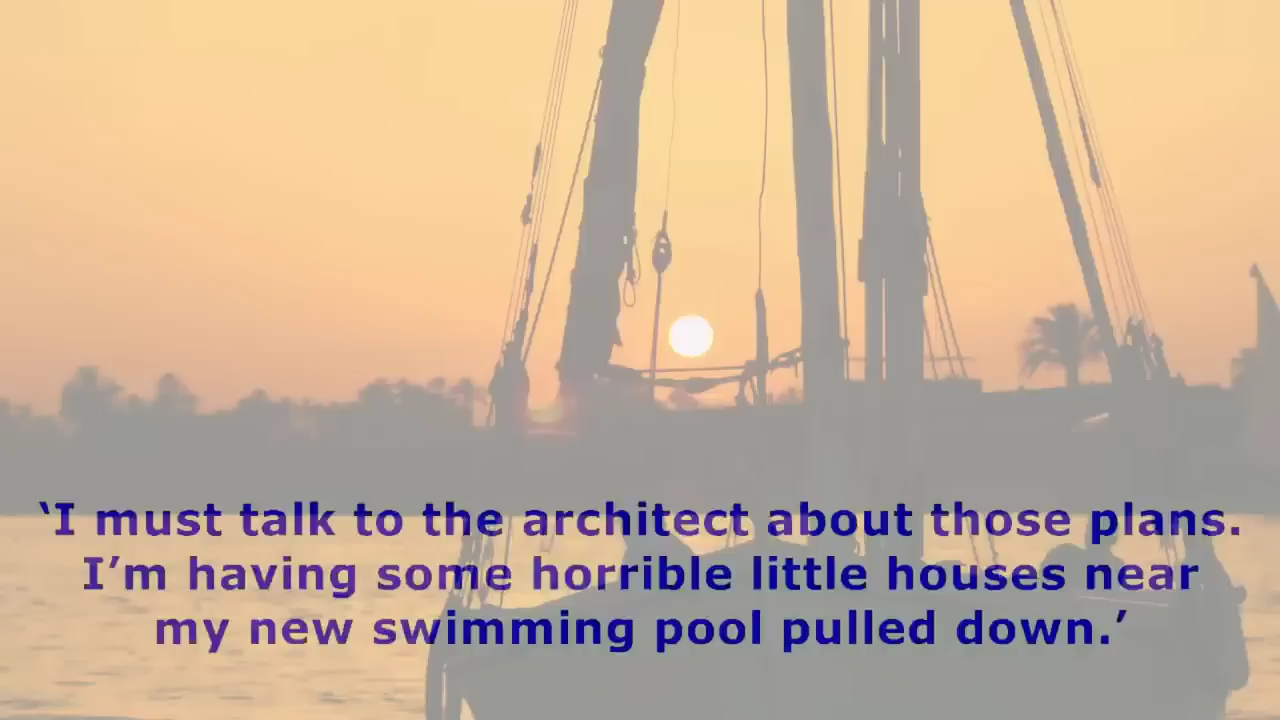 ‘I must talk to the architect about those plans.
I’m having some horrible little houses near
my new swimming pool pulled down.’